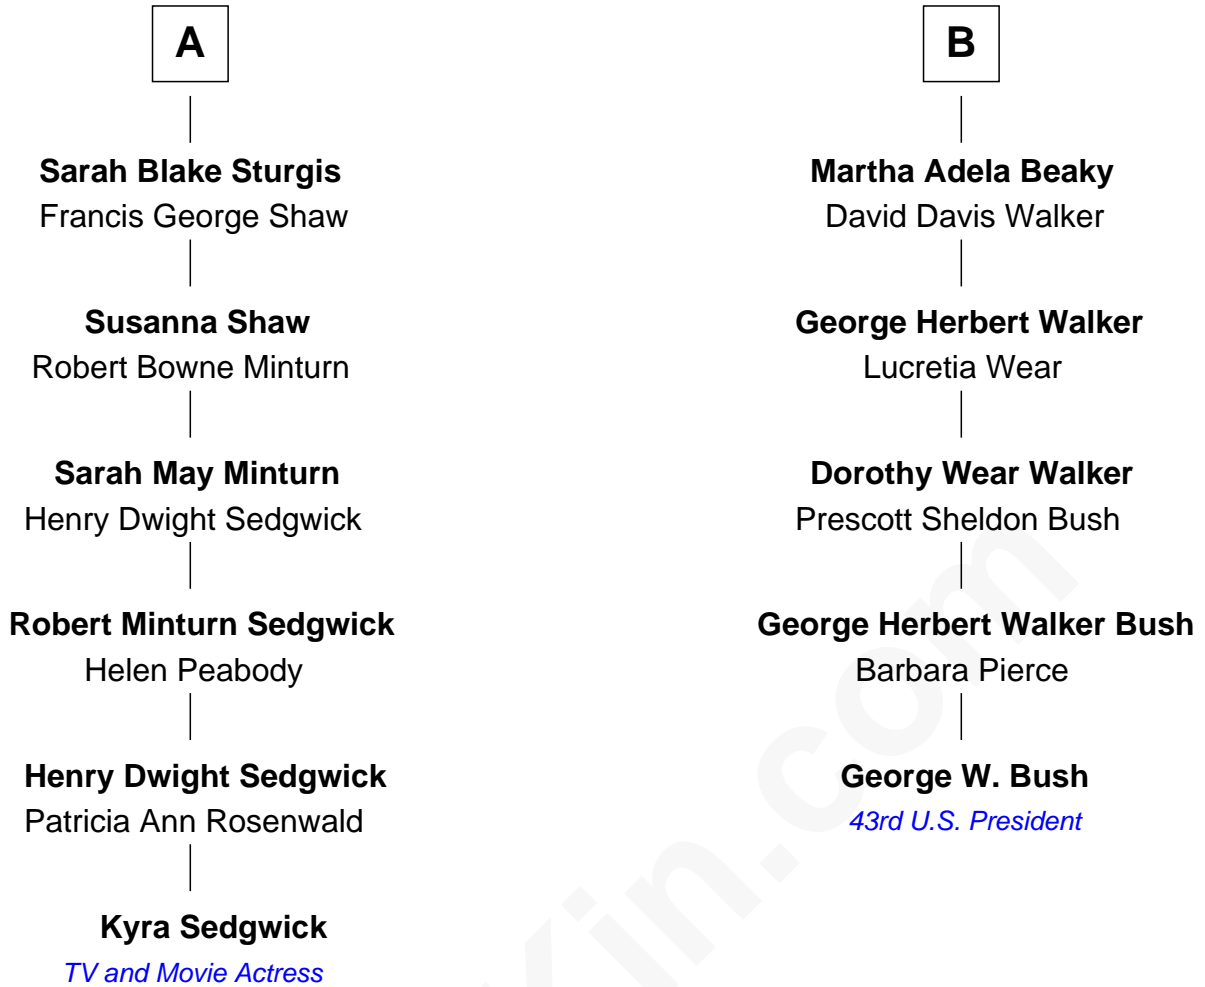 A
Sarah Blake Sturgis
Francis George Shaw
Susanna Shaw
Robert Bowne Minturn
Sarah May Minturn
Henry Dwight Sedgwick
Robert Minturn Sedgwick
Helen Peabody
Henry Dwight Sedgwick
Patricia Ann Rosenwald
Kyra Sedgwick
TV and Movie Actress
B
Martha Adela Beaky
David Davis Walker
George Herbert Walker
Lucretia Wear
Dorothy Wear Walker
Prescott Sheldon Bush
George Herbert Walker Bush
Barbara Pierce
George W. Bush
43rd U.S. President
Kin.com